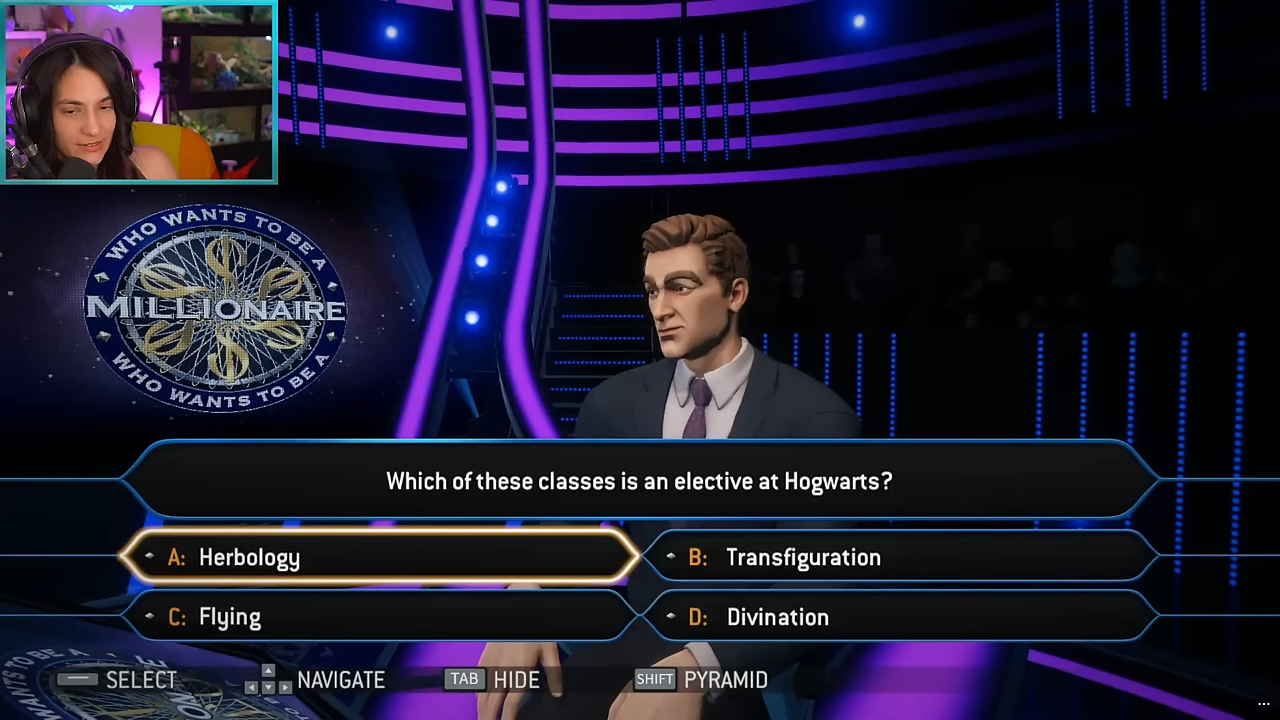 WHO WANTS TO BE A
MILLIONAIRE
WHO WANTS TO BE A
Which of these classes is an elective at Hogwarts?
A: Herbology
B: Transfiguration
C: Flying
D: Divination
SELECT
NAVIGATE
TAB HIDE
SHIFT PYRAMID
...